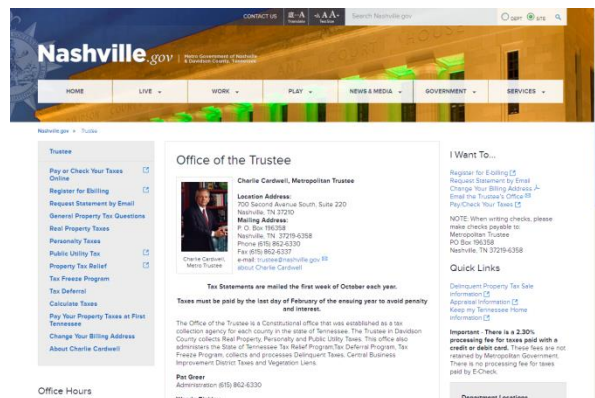 CONTACT US
Search Nashville.gov
DEPT
SITE
Nashville.gov
Metro Government of Nashville
& Davidson County, Tennessee
HOME
LIVE
WORK
PLAY
NEWS & MEDIA
GOVERNMENT
SERVICES
Nashville.gov
Trustee
Trustee
Pay or Check Your Taxes
Online
Register for Ebilling
Request Statement by Email
General Property Tax Questions
Real Property Taxes
Personalty Taxes
Public Utility Tax
Property Tax Relief
Tax Freeze Program
Tax Deferral
Calculate Taxes
Pay Your Property Taxes at First
Tennessee
Change Your Billing Address
About Charlie Cardwell
Office Hours
Office of the Trustee
Charlie Cardwell,
Metro Trustee
Charlie Cardwell, Metropolitan Trustee
Location Address:
700 Second Avenue South, Suite 220
Nashville, TN 37210
Mailing Address:
P. O. Box 196358
Nashville, TN 37219-6358
Phone (615) 862-6330
Fax (615) 862-6337
e-mail: trustee@nashville.gov
about Charlie Cardwell
Tax Statements are mailed the first week of October each year.
Taxes must be paid by the last day of February of the ensuing year to avoid penalty
and interest.
The Office of the Trustee is a Constitutional office that was established as a tax
collection agency for each county in the state of Tennessee. The Trustee in Davidson
County collects Real Property, Personalty and Public Utility Taxes. This office also
administers the State of Tennessee Tax Relief Program,Tax Deferral Program, Tax
Freeze Program, collects and processes Delinquent Taxes, Central Business
Improvement District Taxes and Vegetation Liens.
Pat Greer
Administration (615) 862-6330
I Want To...
Register for E-billing
Request Statement by Email
Change Your Billing Address
Email the Trustee's Office
Pay/Check Your Taxes
NOTE: When writing checks, please
make checks payable to:
Metropolitan Trustee
PO Box 196358
Nashville, TN 37219-6358
Quick Links
Delinquent Property Tax Sale
Information
Appraisal Information
Keep my Tennessee Home
information
Important - There is a 2.30%
processing fee for taxes paid with a
credit or debit card. These fees are not
retained by Metropolitan Government.
There is no processing fee for taxes
paid by E-Check.
Department Locations